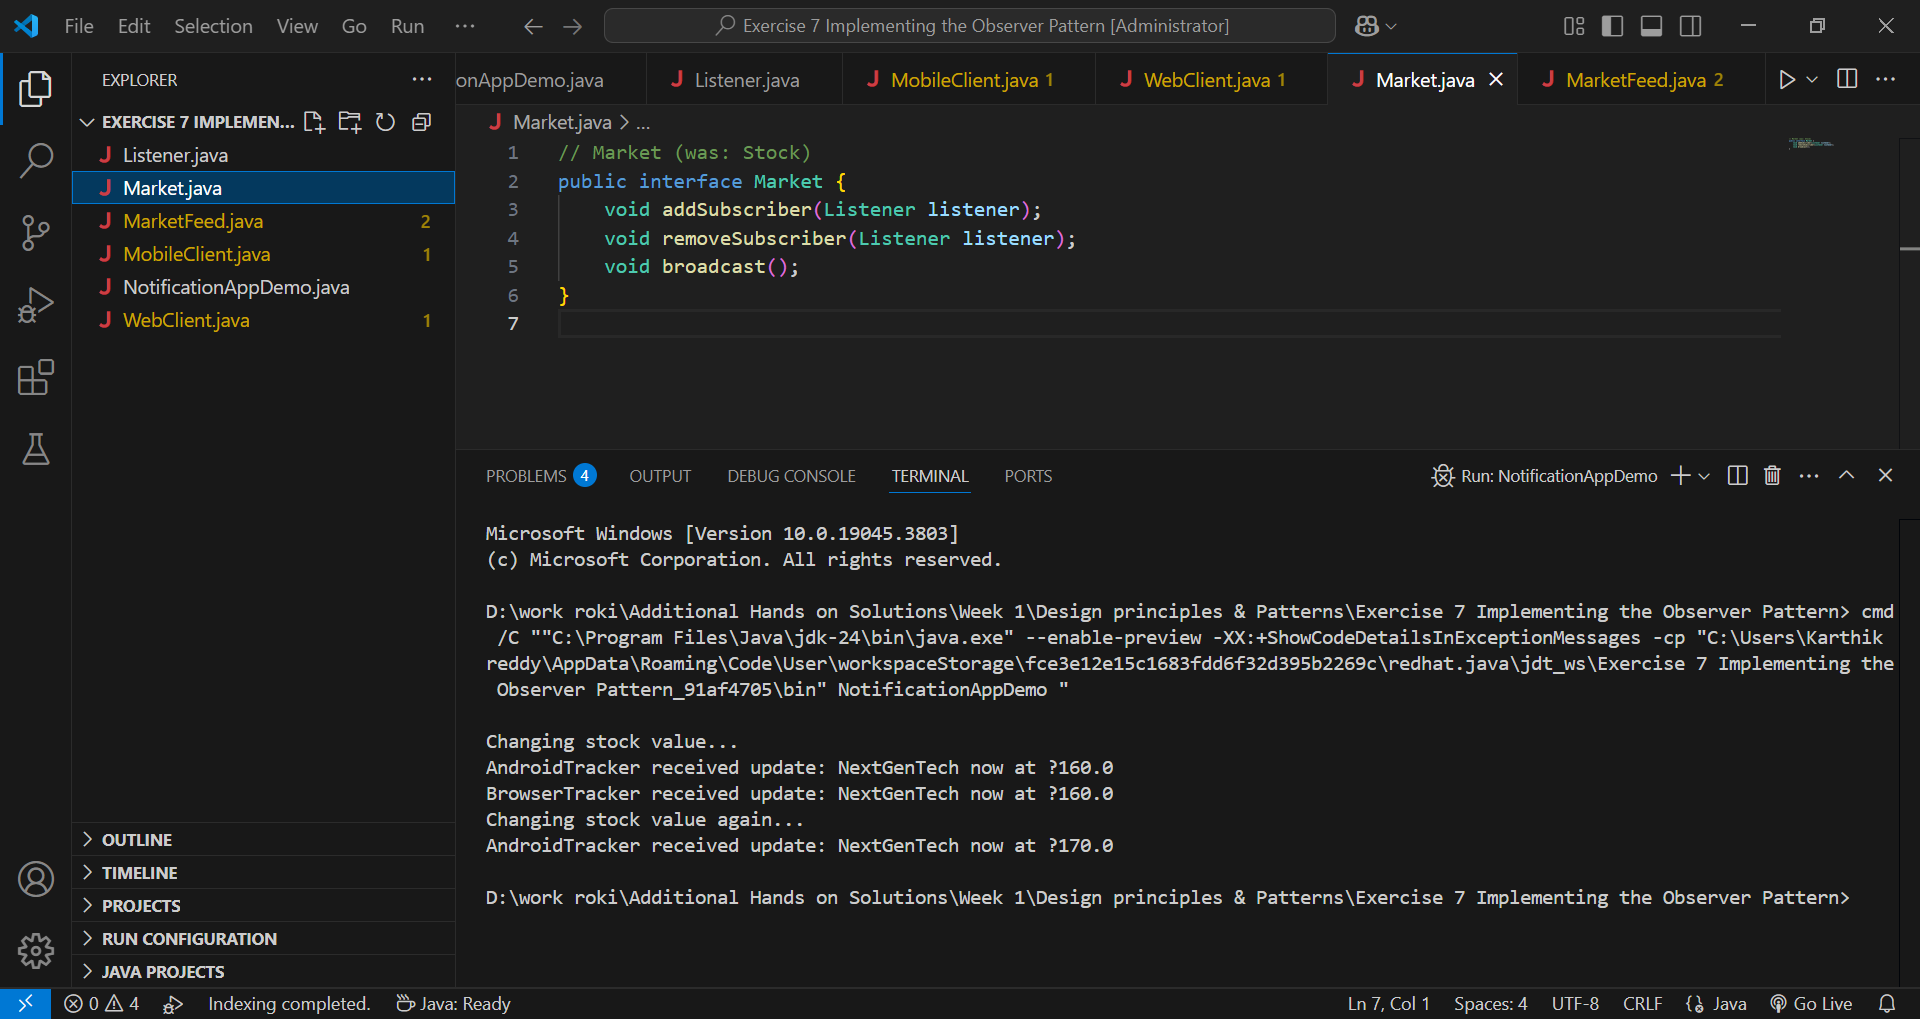 File Edit Selection View Go Run ···
Exercise 7 Implementing the Observer Pattern [Administrator]
EXPLORER
EXERCISE 7 IMPLEMEN...
Listener.java
Market.java
MarketFeed.java 2
MobileClient.java 1
NotificationAppDemo.java
WebClient.java 1
OUTLINE
TIMELINE
PROJECTS
RUN CONFIGURATION
JAVA PROJECTS
onAppDemo.java Listener.java MobileClient.java 1 WebClient.java 1 Market.java MarketFeed.java 2
Market.java > ...
1 // Market (was: Stock)
2 public interface Market {
3 void addSubscriber(Listener listener);
4 void removeSubscriber(Listener listener);
5 void broadcast();
6 }
7
PROBLEMS 4 OUTPUT DEBUG CONSOLE TERMINAL PORTS
Run: NotificationAppDemo
Microsoft Windows [Version 10.0.19045.3803]
(c) Microsoft Corporation. All rights reserved.
D:\work roki\Additional Hands on Solutions\Week 1\Design principles & Patterns\Exercise 7 Implementing the Observer Pattern> cmd
/C ""C:\Program Files\Java\jdk-24\bin\java.exe" --enable-preview -XX:+ShowCodeDetailsInExceptionMessages -cp "C:\Users\Karthik
reddy\AppData\Roaming\Code\User\workspaceStorage\fce3e12e15c1683fdd6f32d395b2269c\redhat.java\jdt_ws\Exercise 7 Implementing the
Observer Pattern_91af4705\bin" NotificationAppDemo "
Changing stock value...
AndroidTracker received update: NextGenTech now at ?160.0
BrowserTracker received update: NextGenTech now at ?160.0
Changing stock value again...
AndroidTracker received update: NextGenTech now at ?170.0
D:\work roki\Additional Hands on Solutions\Week 1\Design principles & Patterns\Exercise 7 Implementing the Observer Pattern>
0 4 Indexing completed. Java: Ready
Ln 7, Col 1 Spaces: 4 UTF-8 CRLF Java Go Live